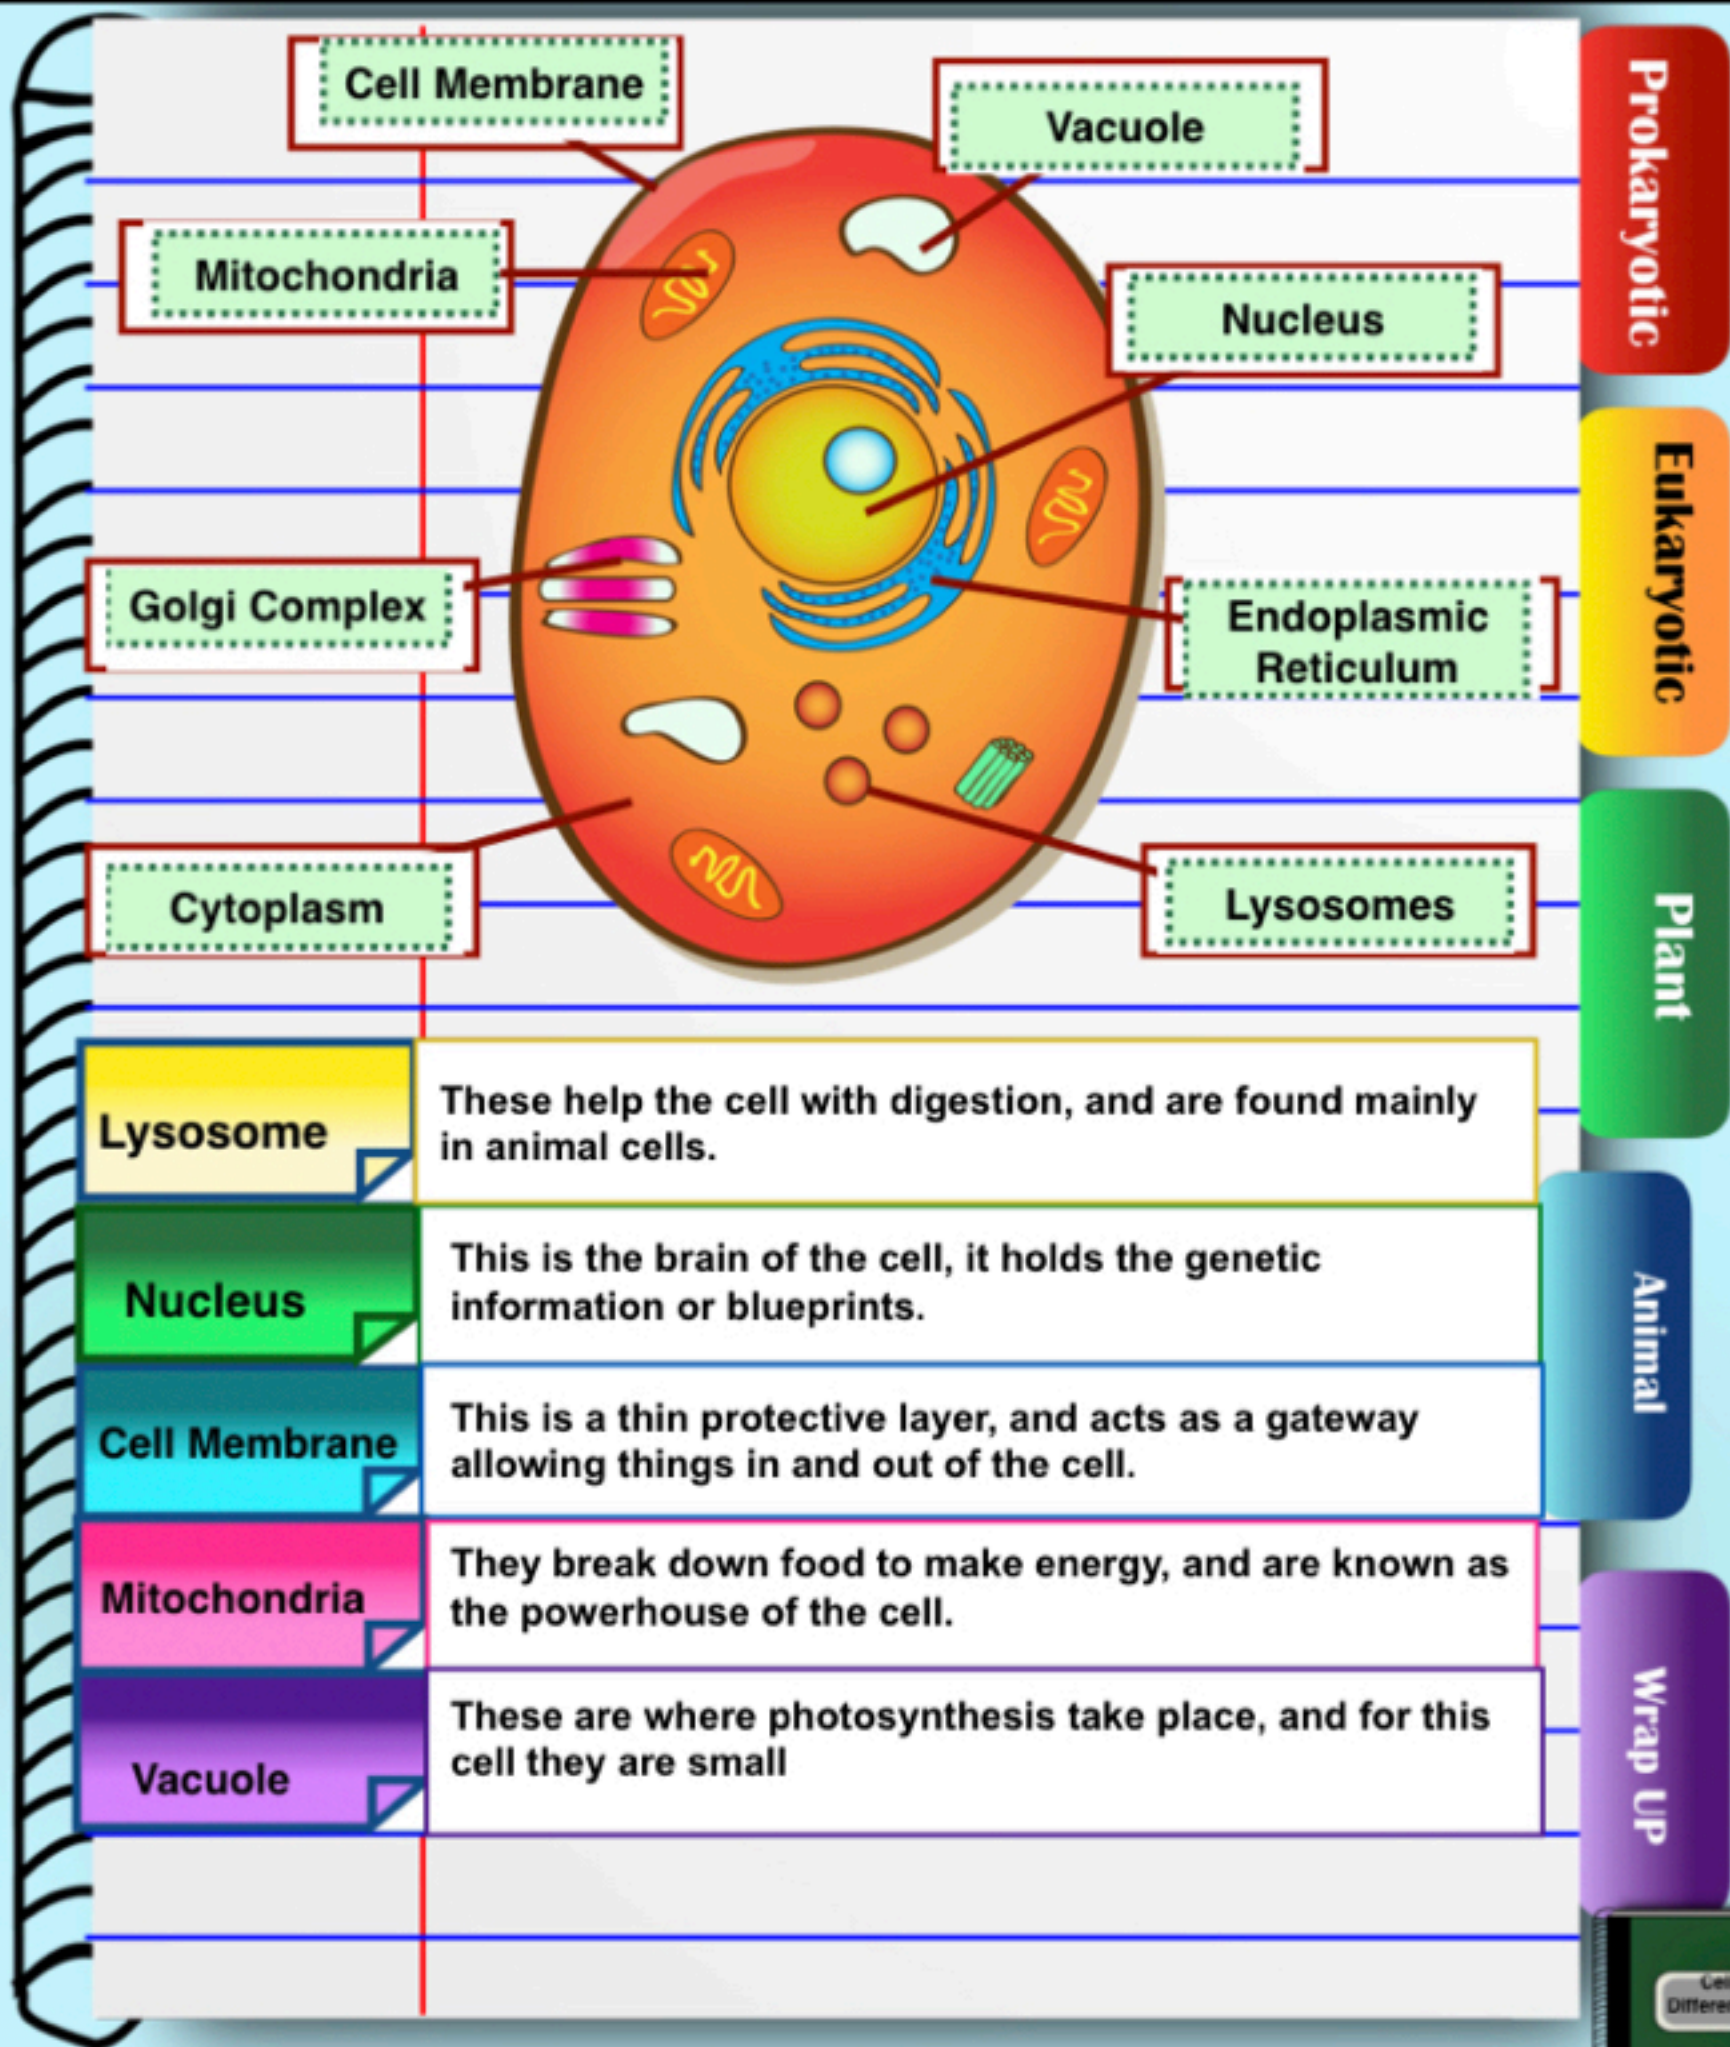 Cell Membrane
Vacuole
Mitochondria
Nucleus
Golgi Complex
Endoplasmic
Reticulum
Cytoplasm
Lysosomes
Lysosome
These help the cell with digestion, and are found mainly
in animal cells.
Nucleus
This is the brain of the cell, it holds the genetic
information or blueprints.
Cell Membrane
This is a thin protective layer, and acts as a gateway
allowing things in and out of the cell.
Mitochondria
They break down food to make energy, and are known as
the powerhouse of the cell.
Vacuole
These are where photosynthesis take place, and for this
cell they are small
Prokaryotic
Eukaryotic
Plant
Animal
Wrap UP